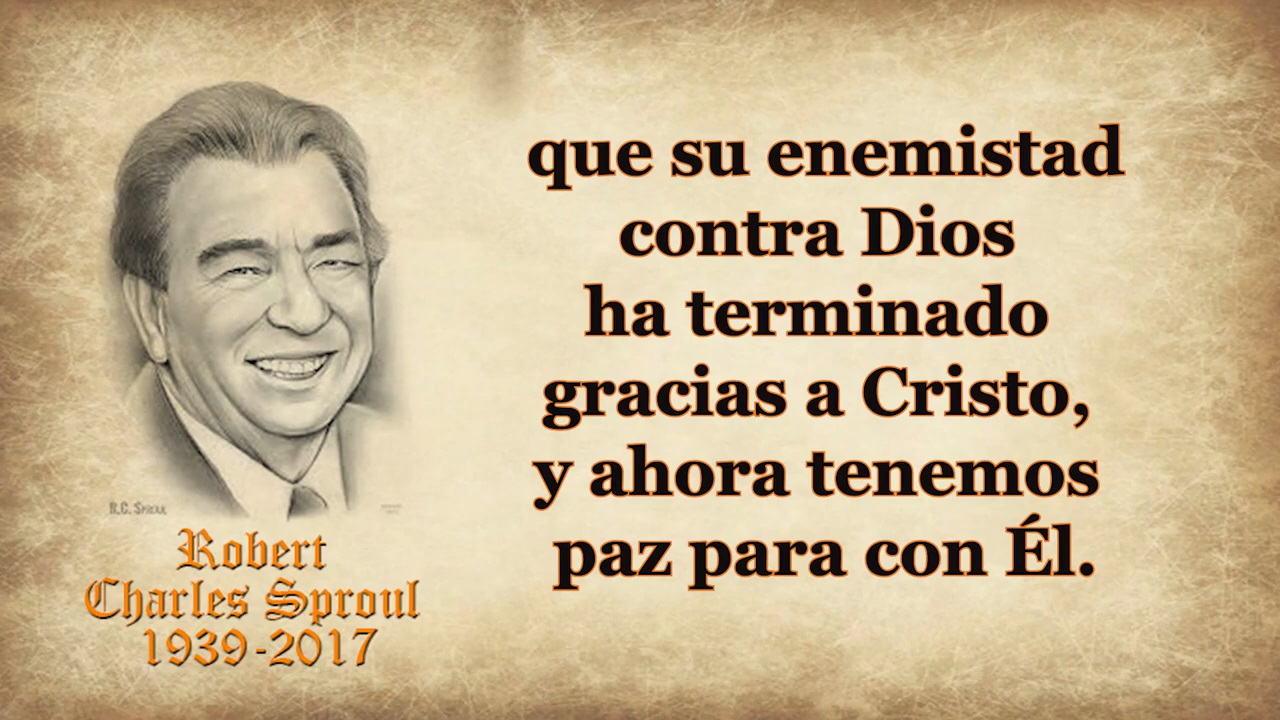 que su enemistad
contra Dios
ha terminado
gracias a Cristo,
y ahora tenemos
paz para con Él.
R.C. Sproul
Robert
Charles Sproul
1939-2017